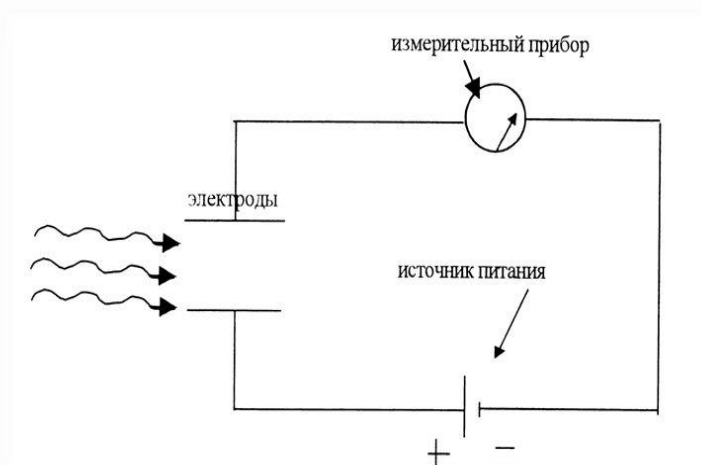 измерительный прибор
электроды
источник питания
+ −